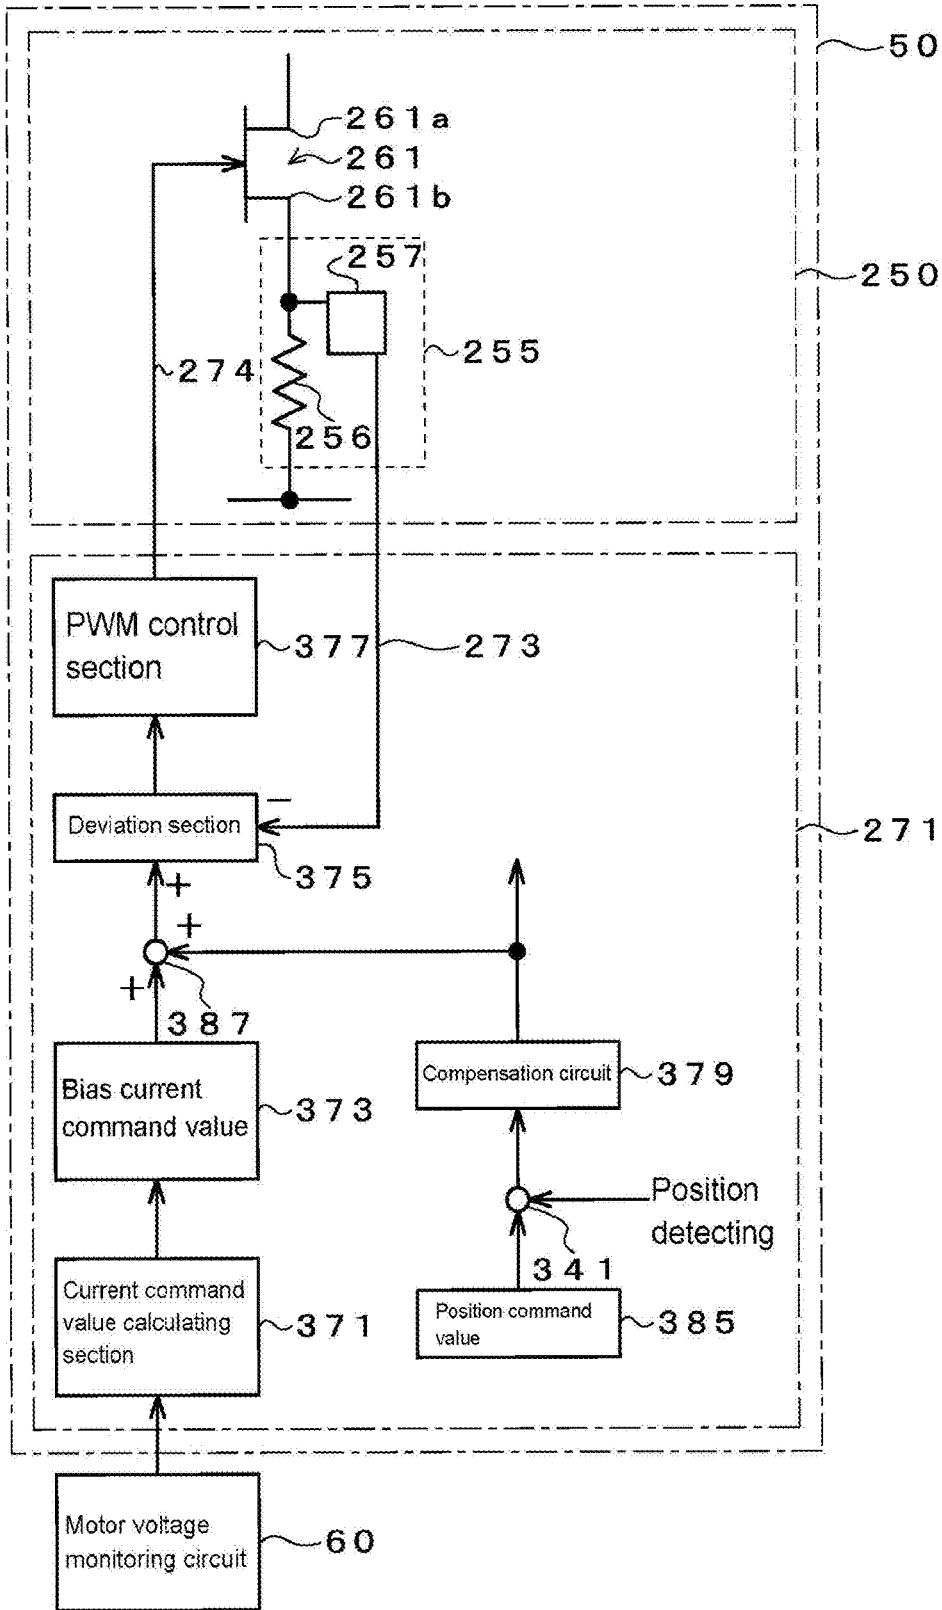 50
261a
261
261b
257
250
255
274
256
PWM control
section
377
273
Deviation section
−
271
375
+
+
+
387
Bias current
command value
373
Compensation circuit
379
Position
detecting
341
Current command
value calculating
section
371
Position command
value
385
Motor voltage
monitoring circuit
60